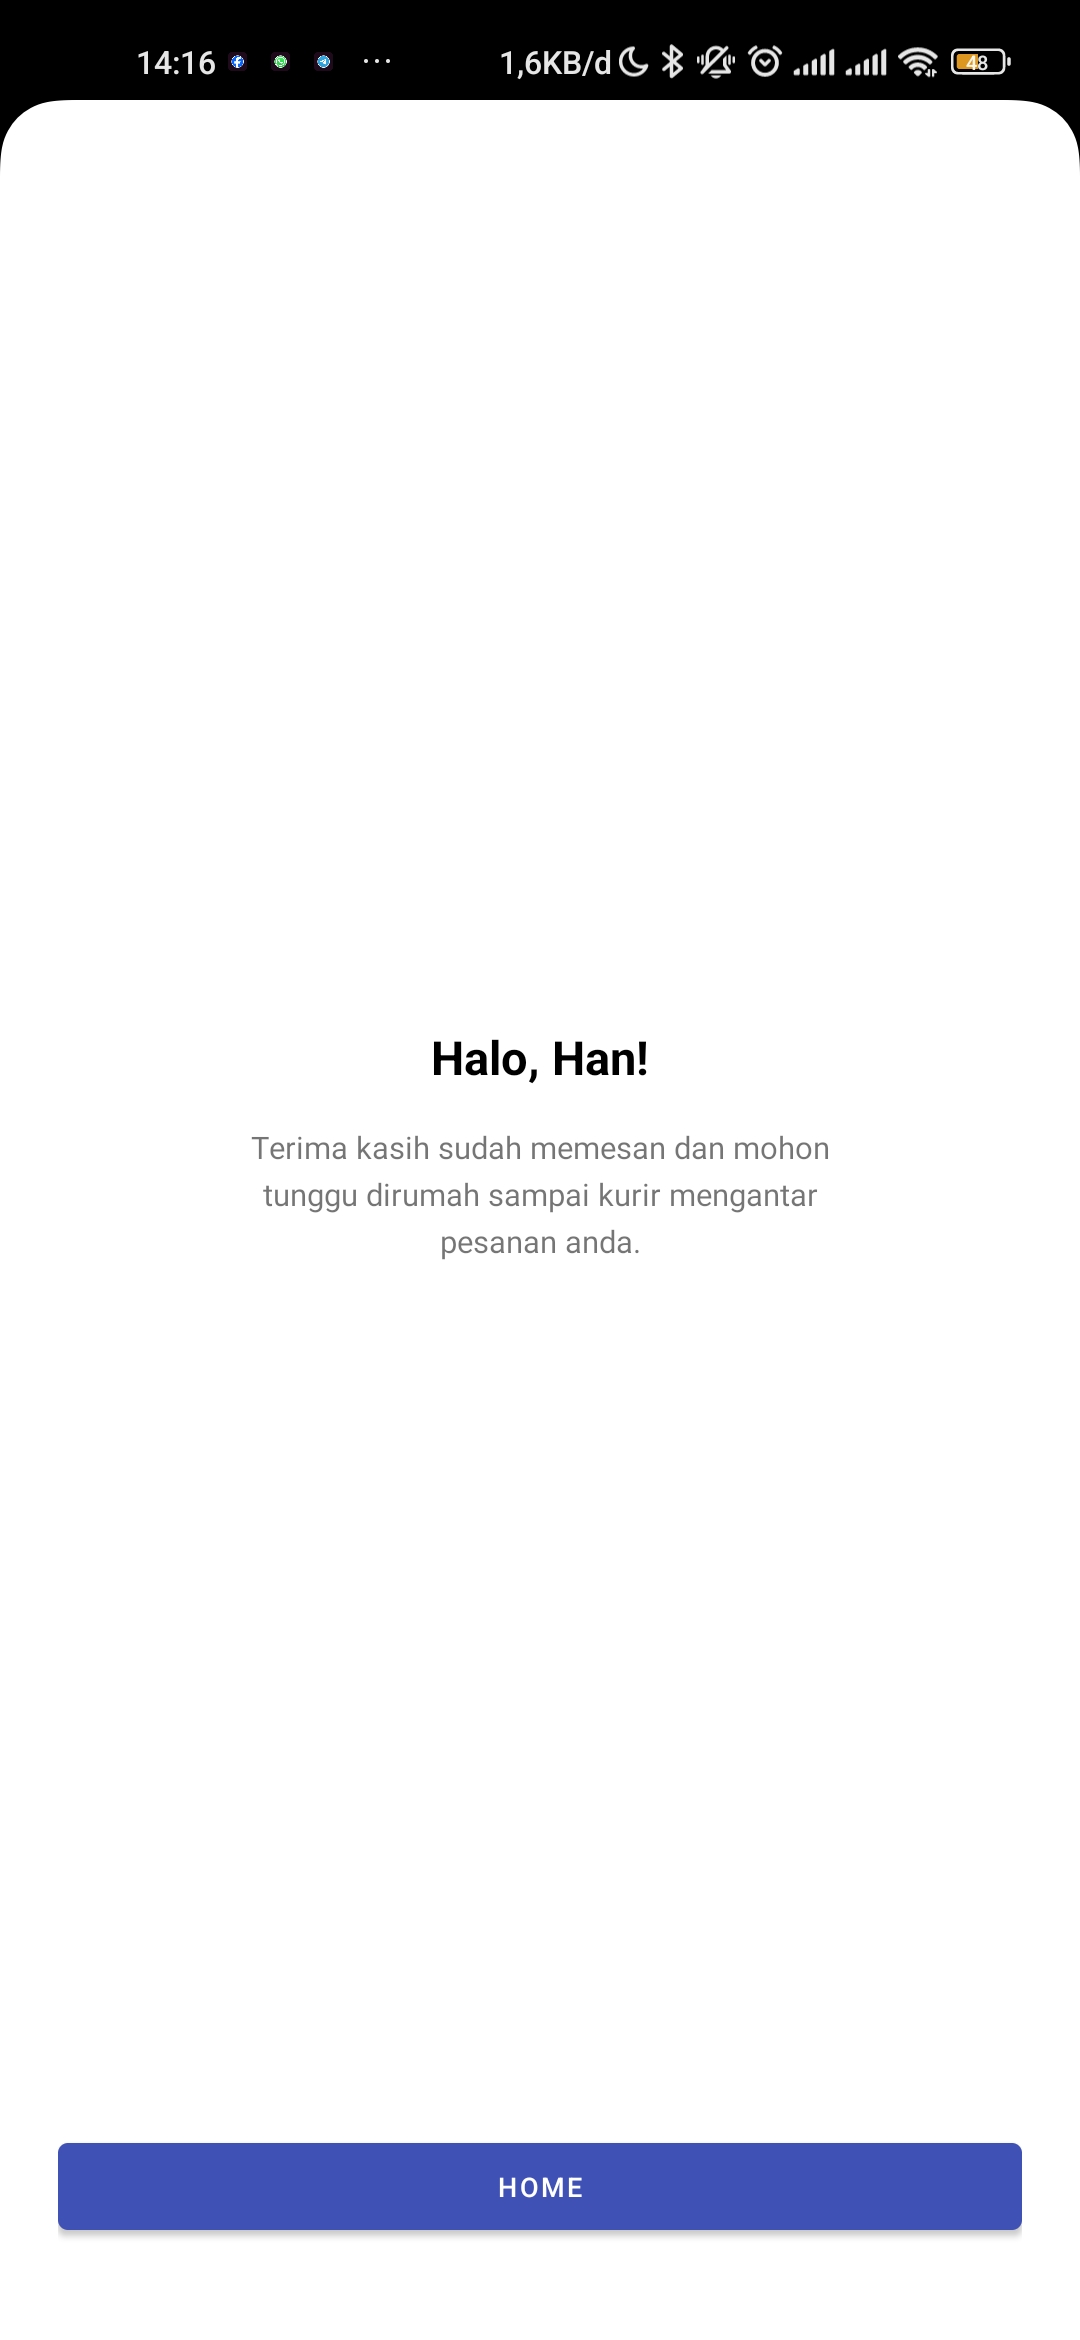 14:16 ... 1,6KB/d 48
Halo, Han!
Terima kasih sudah memesan dan mohon
tunggu dirumah sampai kurir mengantar
pesanan anda.
HOME